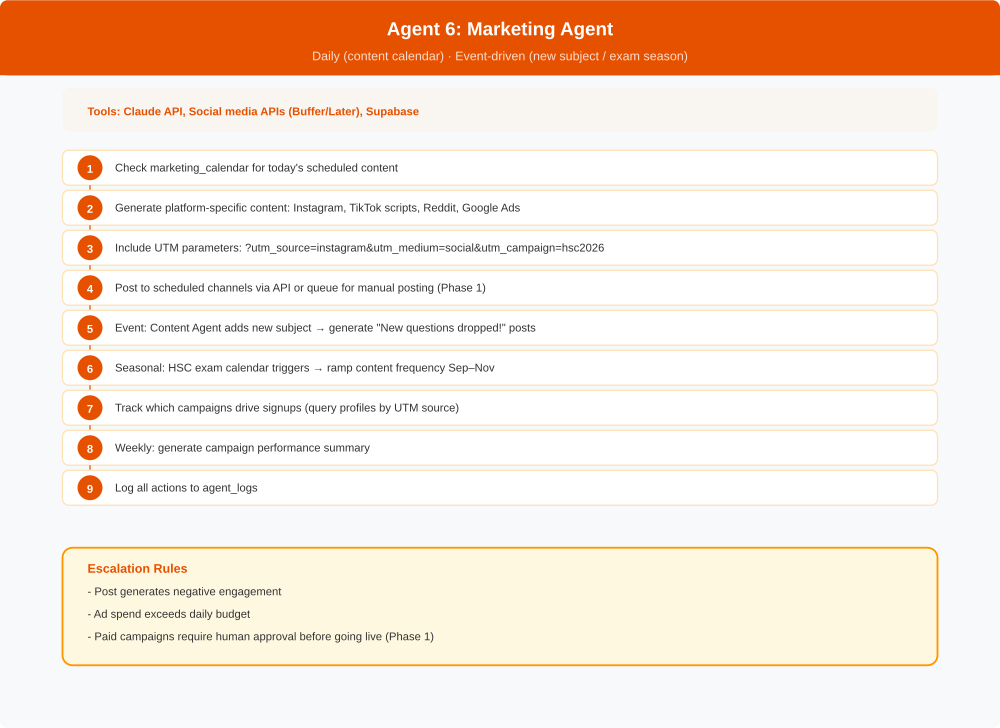 Agent 6: Marketing Agent
Daily (content calendar) · Event-driven (new subject / exam season)
Tools: Claude API, Social media APIs (Buffer/Later), Supabase
1 Check marketing_calendar for today's scheduled content
2 Generate platform-specific content: Instagram, TikTok scripts, Reddit, Google Ads
3 Include UTM parameters: ?utm_source=instagram&utm_medium=social&utm_campaign=hsc2026
4 Post to scheduled channels via API or queue for manual posting (Phase 1)
5 Event: Content Agent adds new subject → generate "New questions dropped!" posts
6 Seasonal: HSC exam calendar triggers → ramp content frequency Sep–Nov
7 Track which campaigns drive signups (query profiles by UTM source)
8 Weekly: generate campaign performance summary
9 Log all actions to agent_logs
Escalation Rules
- Post generates negative engagement
- Ad spend exceeds daily budget
- Paid campaigns require human approval before going live (Phase 1)